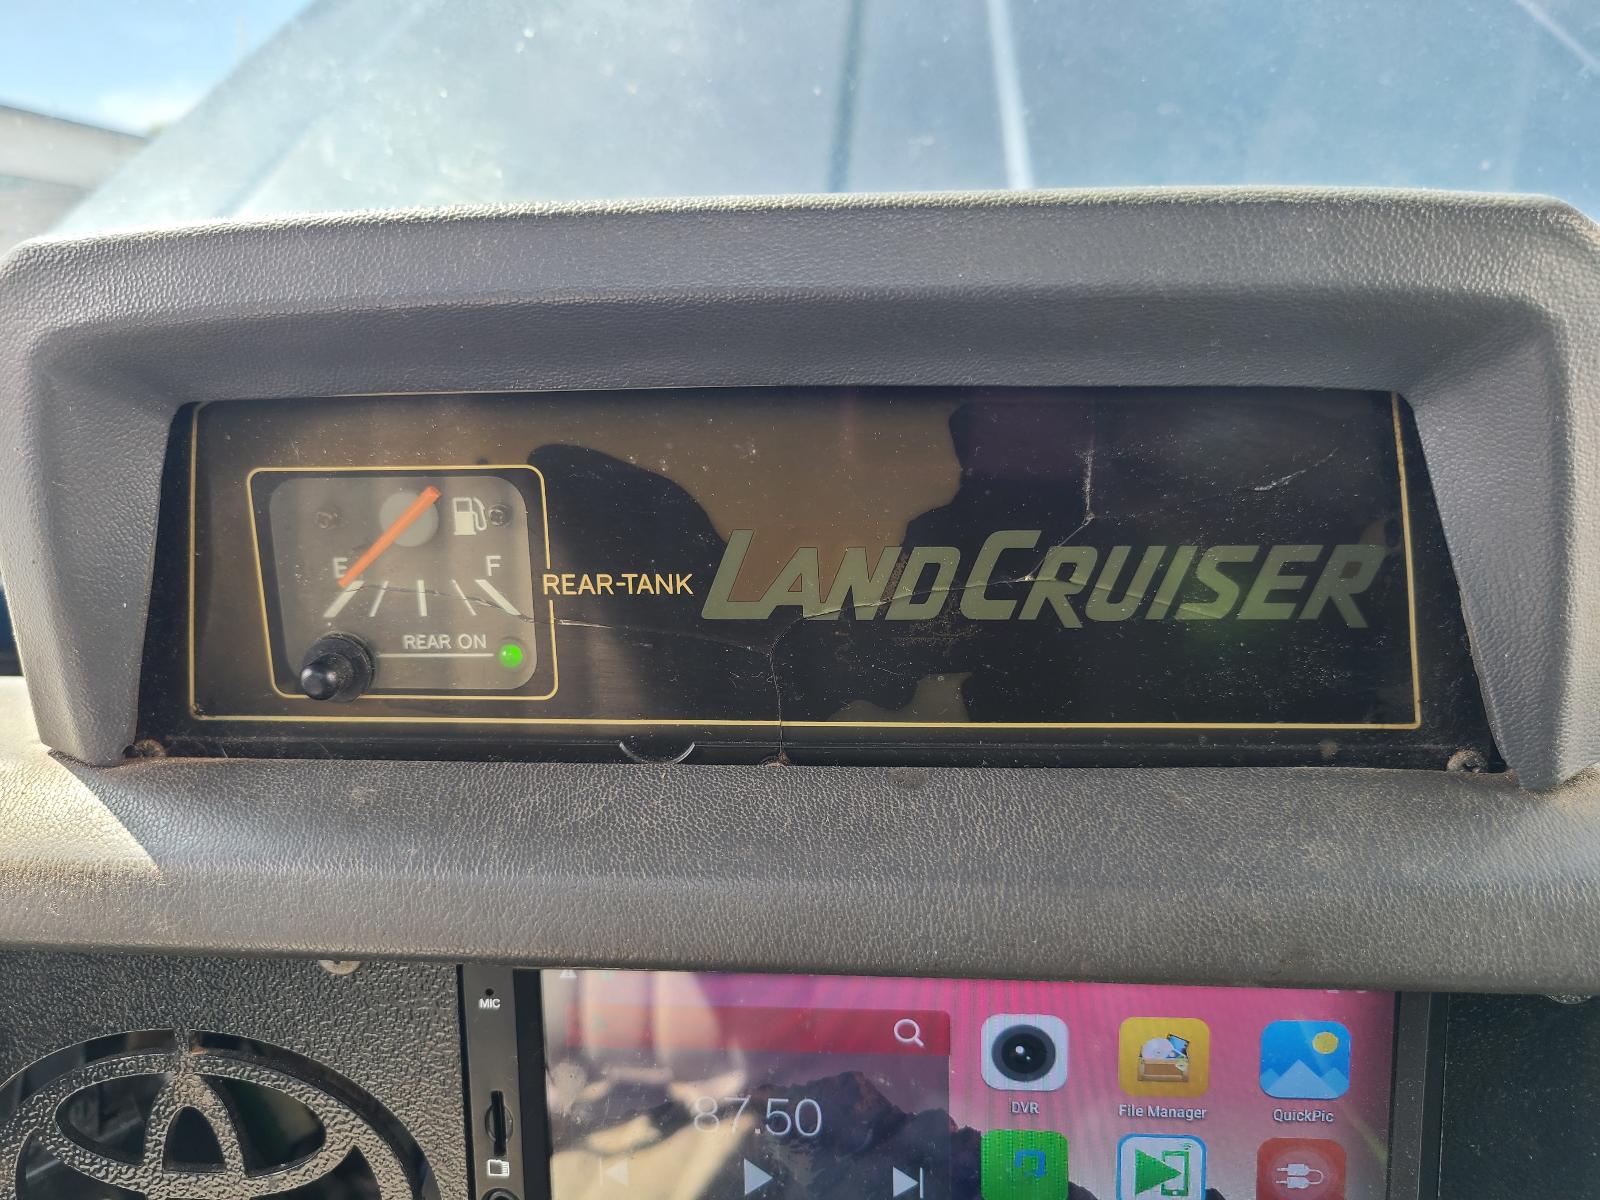 E
F
REAR-TANK
LANDCRUISER
REAR ON
MIC
87.50
DVR
File Manager
QuickPic